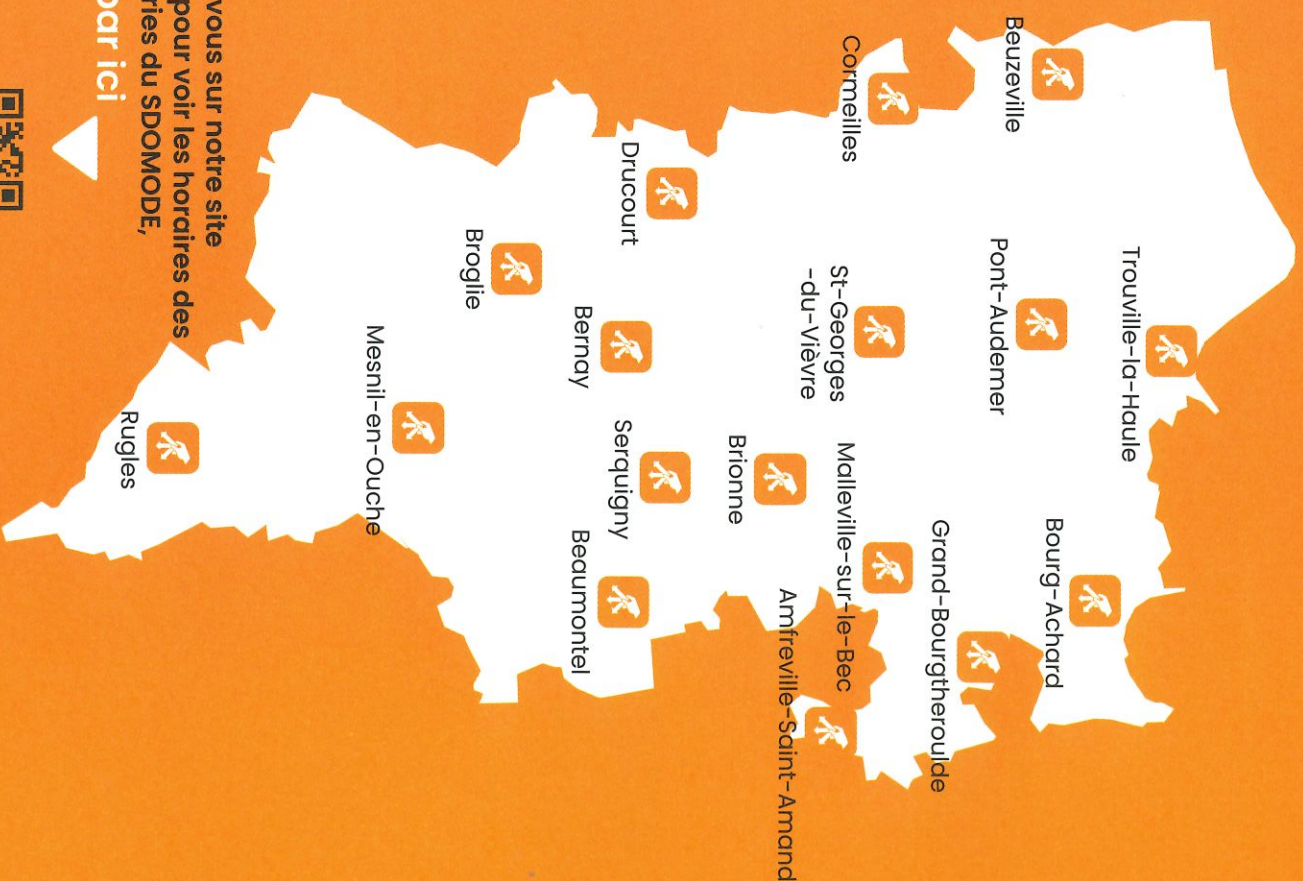 Trouville-la-Haule
Bourg-Achard
Beuzeville
Pont-Audemer
Grand-Bourgtheroulde
Cormeilles
Malleville-sur-le-Bec
St-Georges
-du-Vièvre
Amfreville-Saint-Amand
Brionne
Drucourt
Serquigny
Bernay
Beaumontel
Broglie
Mesnil-en-Ouche
Rugles
vous sur notre site
pour voir les horaires des
ries du SDOMODE,
par ici